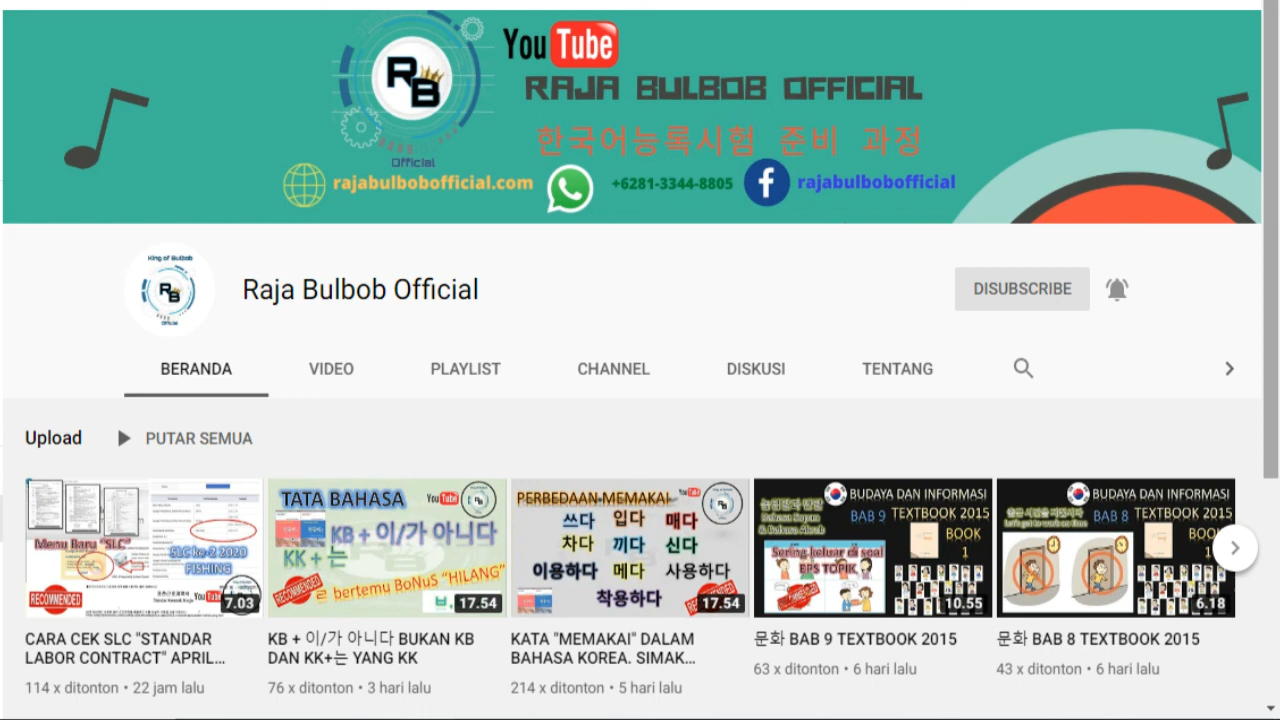 You Tube
RAJA BULBOB OFFICIAL
RB
한국어능록시험 준비 과정
Official
rajabulbobofficial.com
+6281-3344-8805
rajabulbobofficial
King of Bulbob
RB
Official
Raja Bulbob Official
DISUBSCRIBE
BERANDA VIDEO PLAYLIST CHANNEL DISKUSI TENTANG
Upload PUTAR SEMUA
Menu Baru "SLC"
SLC ke-2 2020
FISHING
RECOMMENDED
7.03
TATA BAHASA
YouTube
KB + 이/가 아니다
KK + 는
RECOMMENDED
ㄹ bertemu BoNuS "HILANG"
17.54
PERBEDAAN MEMAKAI
쓰다 입다 매다
차다 끼다 신다
이용하다 메다 사용하다
착용하다
17.54
BUDAYA DAN INFORMASI
BAB 9 TEXTBOOK 2015
BOOK
1
Sering keluar di soal
EPS TOPIK
10.55
BUDAYA DAN INFORMASI
BAB 8 TEXTBOOK 2015
1
6.18
CARA CEK SLC "STANDAR
LABOR CONTRACT" APRIL...
114 x ditonton • 22 jam lalu
KB + 이/가 아니다 BUKAN KB
DAN KK+는 YANG KK
76 x ditonton • 3 hari lalu
KATA "MEMAKAI" DALAM
BAHASA KOREA. SIMAK...
214 x ditonton • 5 hari lalu
문화 BAB 9 TEXTBOOK 2015
63 x ditonton • 6 hari lalu
문화 BAB 8 TEXTBOOK 2015
43 x ditonton • 6 hari lalu